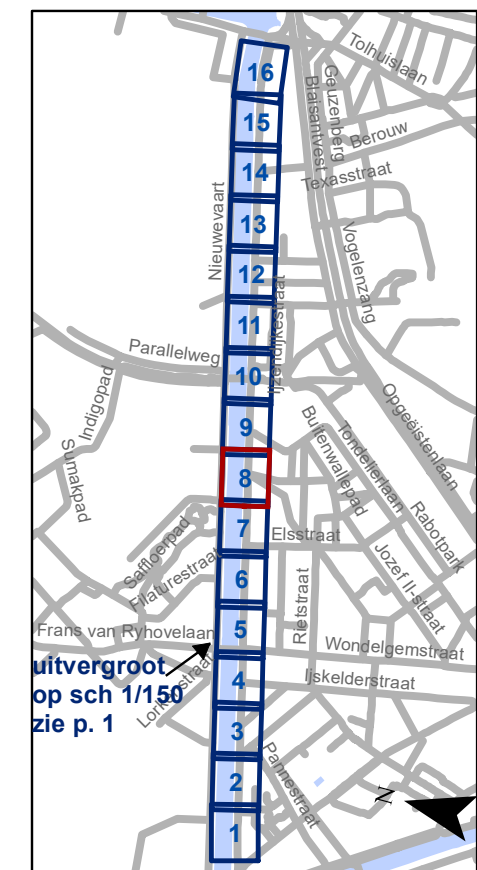 Tolhuislaan
16
Geuzenberg
Blaisantvest
15
Berouw
14
Texasstraat
Nieuwevaart
13
Vogelenzang
12
Ijzendijkestraat
11
Parallelweg
10
Indigopad
Opgeëistenlaan
9
Buitenwallepad
Tondelierlaan
Sumakpad
8
Rabotpark
7
Elsstraat
Saffloerpad
Jozef II-straat
6
Filaturestraat
Rietstraat
5
Frans van Ryhovelaan
Wondelgemstraat
uitvergroot
op sch 1/150
zie p. 1
4
Ijskelderstraat
3
Pannestraat
2
N
1